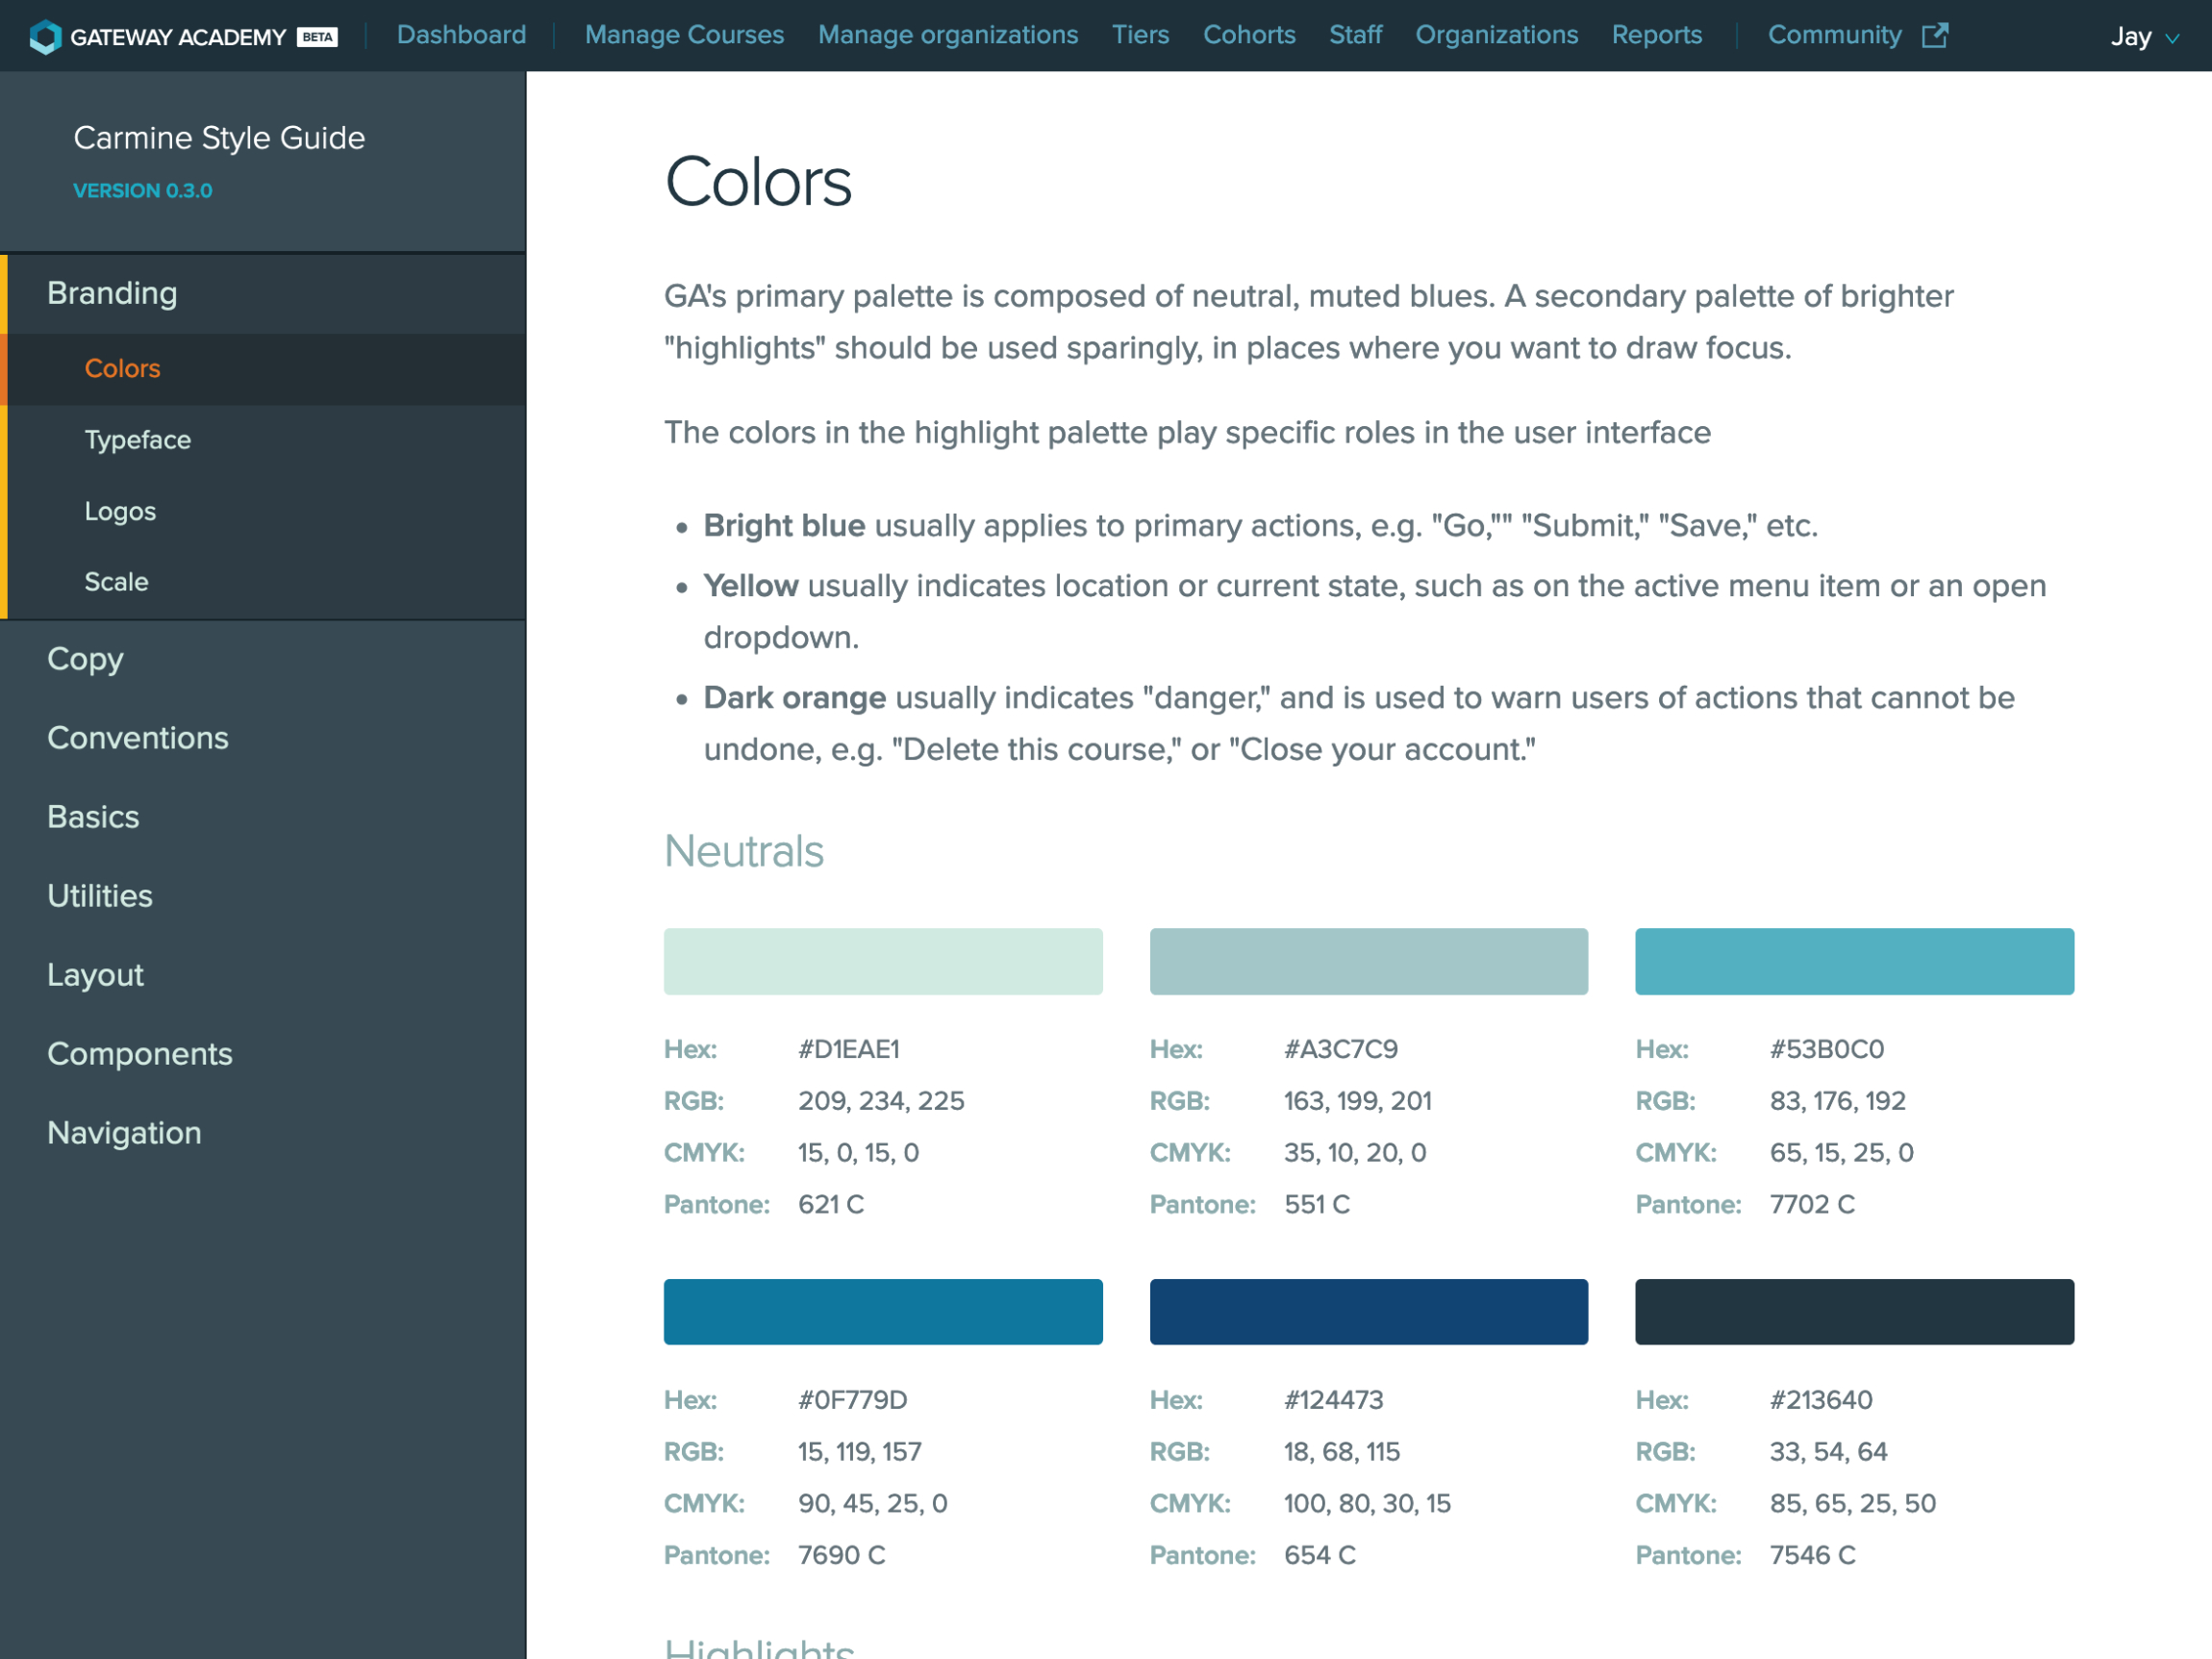 GATEWAY ACADEMY BETA Dashboard Manage Courses Manage organizations Tiers Cohorts Staff Organizations Reports Community Jay
Carmine Style Guide
VERSION 0.3.0
Branding
Colors
Typeface
Logos
Scale
Copy
Conventions
Basics
Utilities
Layout
Components
Navigation
Colors
GA's primary palette is composed of neutral, muted blues. A secondary palette of brighter
"highlights" should be used sparingly, in places where you want to draw focus.
The colors in the highlight palette play specific roles in the user interface
• Bright blue usually applies to primary actions, e.g. "Go,"" "Submit," "Save," etc.
• Yellow usually indicates location or current state, such as on the active menu item or an open
dropdown.
• Dark orange usually indicates "danger," and is used to warn users of actions that cannot be
undone, e.g. "Delete this course," or "Close your account."
Neutrals
Hex: #D1EAE1
RGB: 209, 234, 225
CMYK: 15, 0, 15, 0
Pantone: 621 C
Hex: #A3C7C9
RGB: 163, 199, 201
CMYK: 35, 10, 20, 0
Pantone: 551 C
Hex: #53B0C0
RGB: 83, 176, 192
CMYK: 65, 15, 25, 0
Pantone: 7702 C
Hex: #0F779D
RGB: 15, 119, 157
CMYK: 90, 45, 25, 0
Pantone: 7690 C
Hex: #124473
RGB: 18, 68, 115
CMYK: 100, 80, 30, 15
Pantone: 654 C
Hex: #213640
RGB: 33, 54, 64
CMYK: 85, 65, 25, 50
Pantone: 7546 C
Highlights